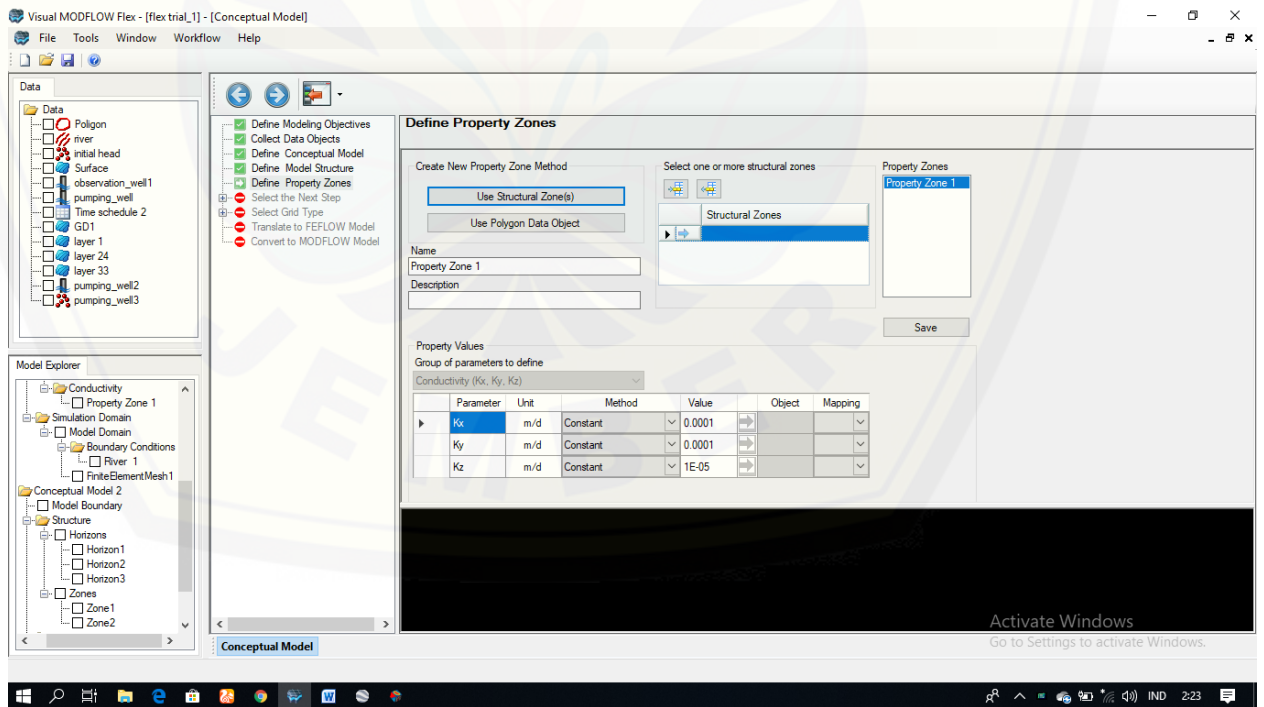 Visual MODFLOW Flex - [flex trial_1] - [Conceptual Model]
File Tools Window Workflow Help
Data
Data
Poligon
river
initial head
Surface
observation_well1
pumping_well
Time schedule 2
GD1
layer 1
layer 24
layer 33
pumping_well2
pumping_well3
Model Explorer
Conductivity
Property Zone 1
Simulation Domain
Model Domain
Boundary Conditions
River 1
FiniteElementMesh1
Conceptual Model 2
Model Boundary
Structure
Horizons
Horizon1
Horizon2
Horizon3
Zones
Zone1
Zone2
Define Modeling Objectives
Collect Data Objects
Define Conceptual Model
Define Model Structure
Define Property Zones
Select the Next Step
Select Grid Type
Translate to FEFLOW Model
Convert to MODFLOW Model
Conceptual Model
Define Property Zones
Create New Property Zone Method
Use Structural Zone(s)
Use Polygon Data Object
Name
Property Zone 1
Description
Select one or more structural zones
Structural Zones
Property Zones
Property Zone 1
Save
Property Values
Group of parameters to define
Conductivity (Kx, Ky, Kz)
Parameter Unit Method Value Object Mapping
Kx m/d Constant 0.0001
Ky m/d Constant 0.0001
Kz m/d Constant 1E-05
Activate Windows
Go to Settings to activate Windows.
IND 2:23
JEMBER